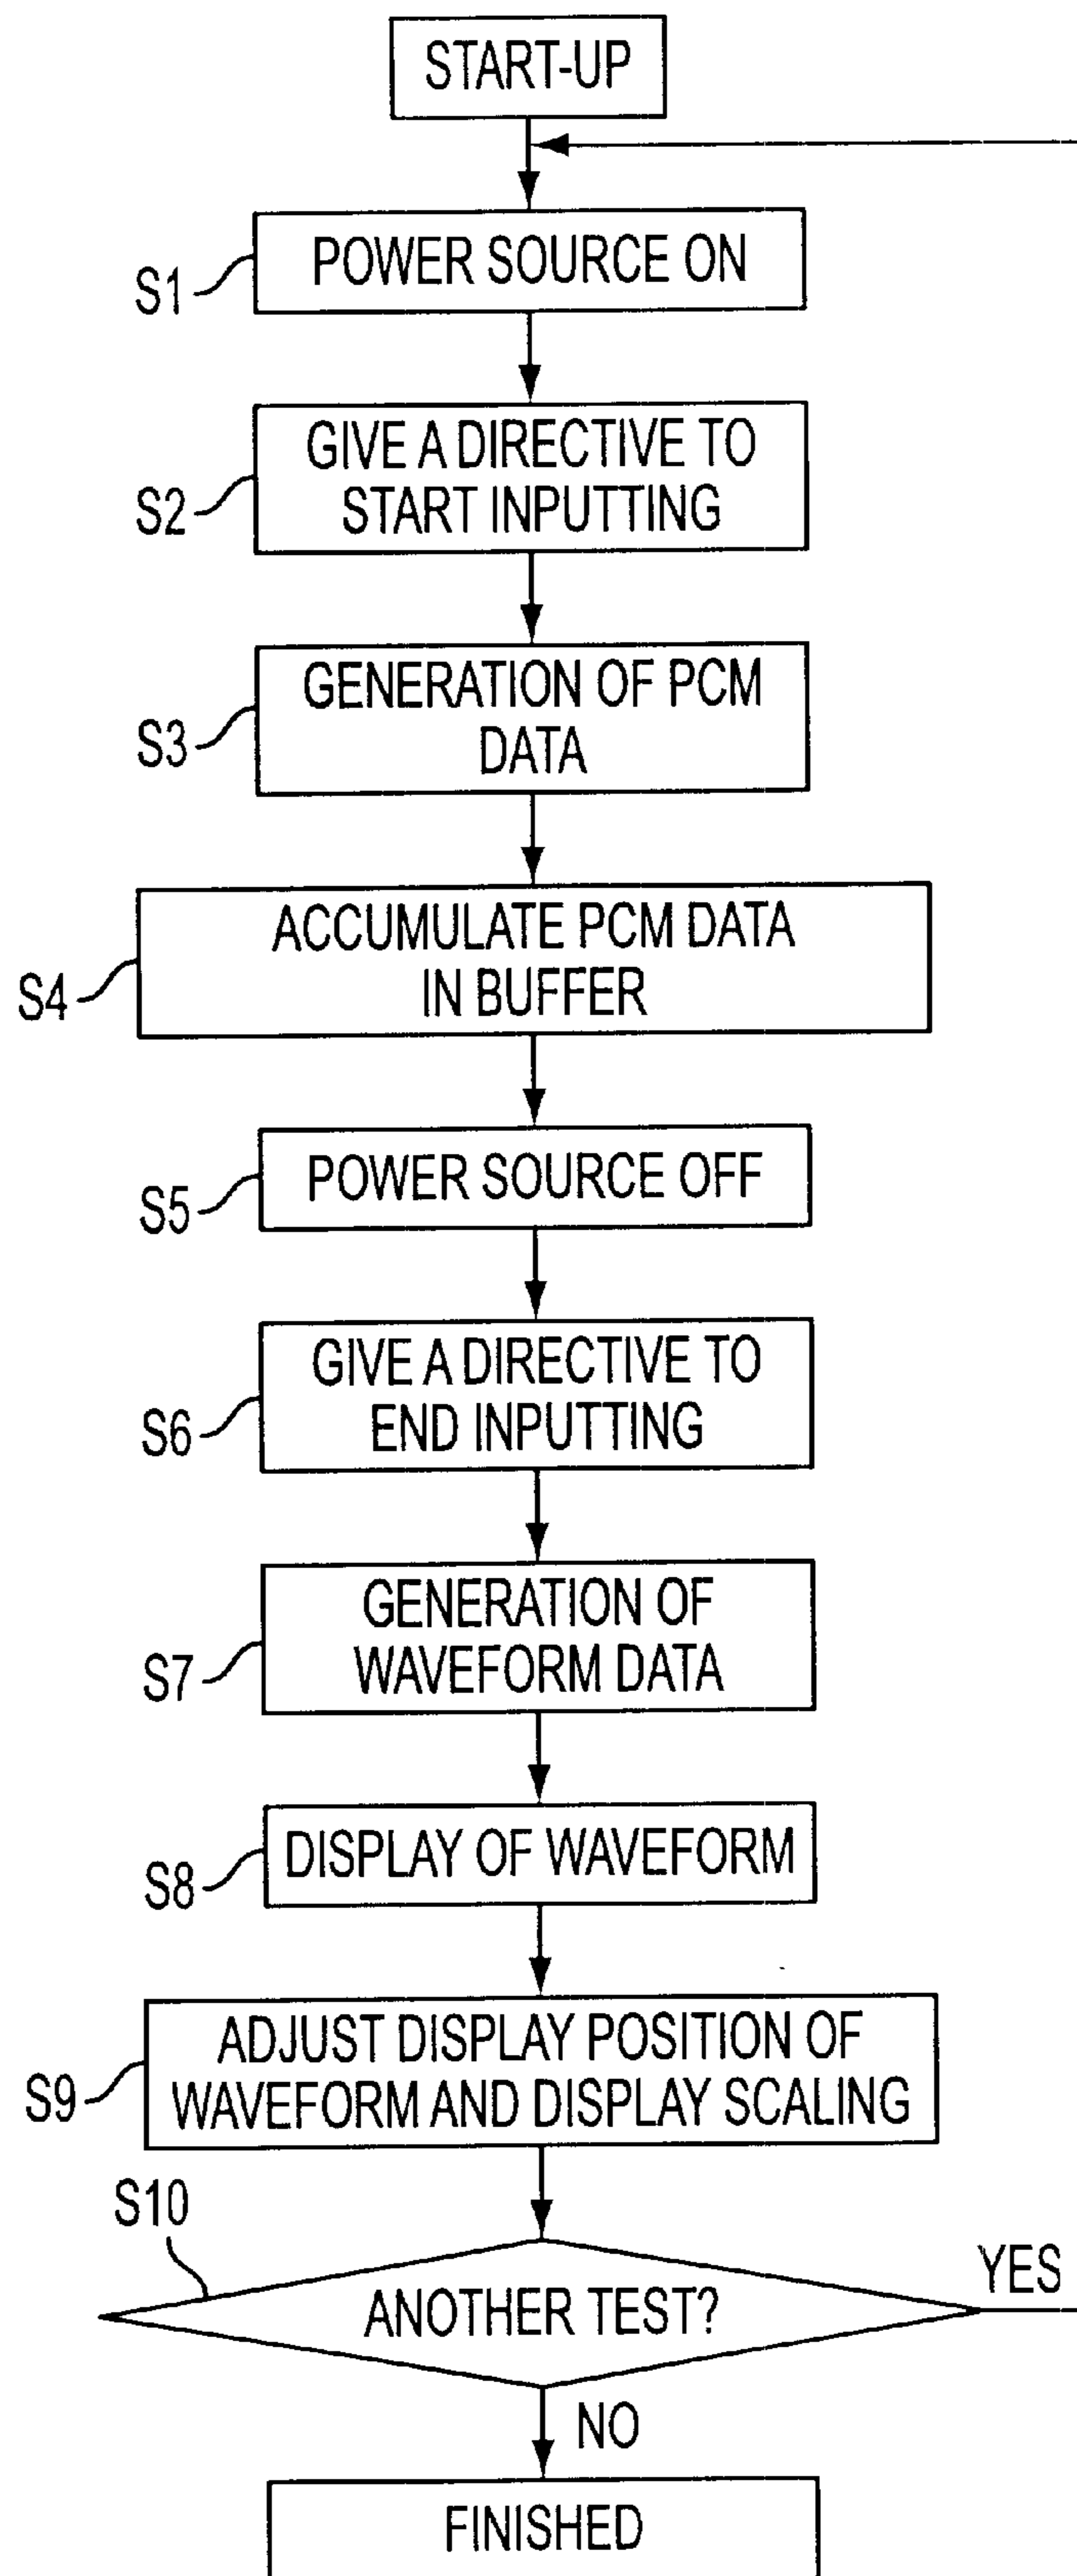 START-UP
S1
POWER SOURCE ON
S2
GIVE A DIRECTIVE TO
START INPUTTING
S3
GENERATION OF PCM
DATA
S4
ACCUMULATE PCM DATA
IN BUFFER
S5
POWER SOURCE OFF
S6
GIVE A DIRECTIVE TO
END INPUTTING
S7
GENERATION OF
WAVEFORM DATA
S8
DISPLAY OF WAVEFORM
S9
ADJUST DISPLAY POSITION OF
WAVEFORM AND DISPLAY SCALING
S10
ANOTHER TEST?
YES
NO
FINISHED